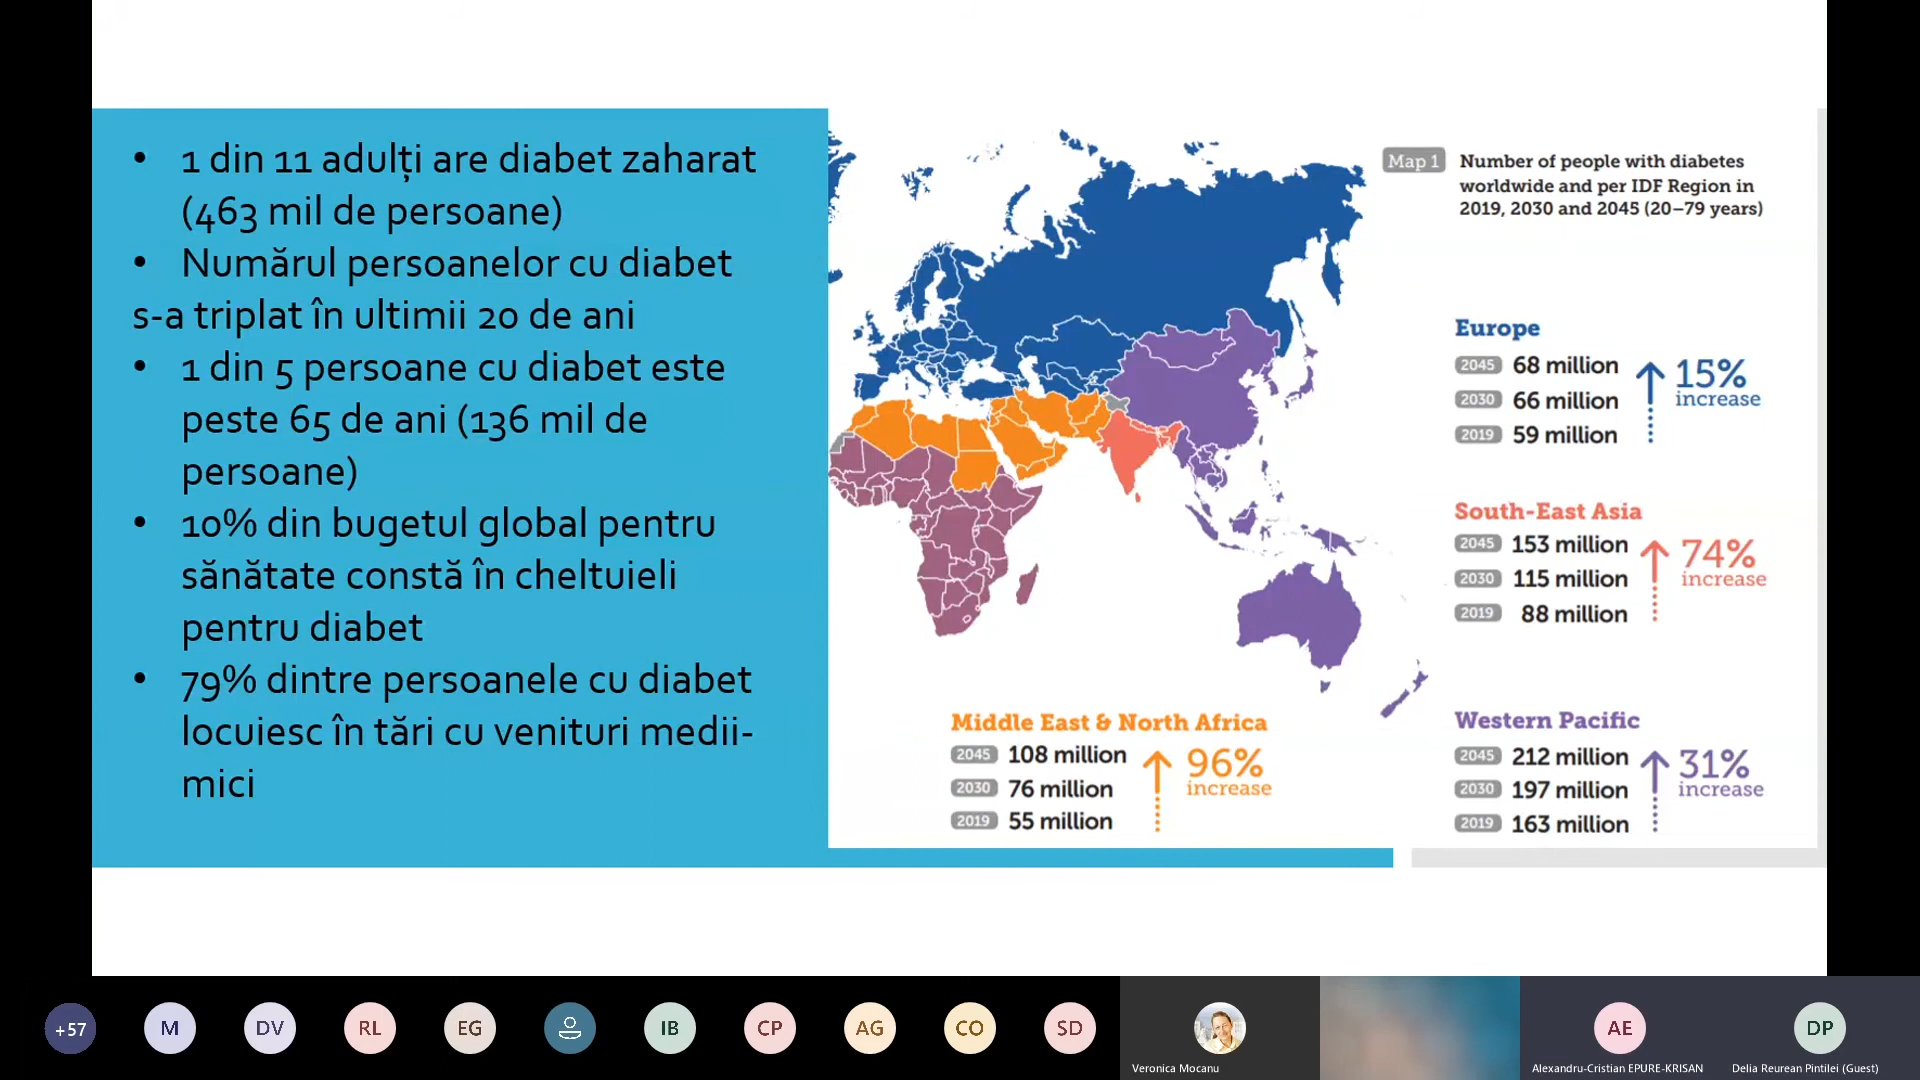 • 1 din 11 adulți are diabet zaharat
(463 mil de persoane)
• Numărul persoanelor cu diabet
s-a triplat în ultimii 20 de ani
• 1 din 5 persoane cu diabet este
peste 65 de ani (136 mil de
persoane)
• 10% din bugetul global pentru
sănătate constă în cheltuieli
pentru diabet
• 79% dintre persoanele cu diabet
locuiesc în tări cu venituri medii-
mici
Map 1 Number of people with diabetes
worldwide and per IDF Region in
2019, 2030 and 2045 (20–79 years)
Europe
2045 68 million
2030 66 million
2019 59 million
15%
increase
South-East Asia
2045 153 million
2030 115 million
2019 88 million
74%
increase
Middle East & North Africa
2045 108 million
2030 76 million
2019 55 million
96%
increase
Western Pacific
2045 212 million
2030 197 million
2019 163 million
31%
increase
+57 M DV RL EG IB CP AG CO SD AE DP
Veronica Mocanu
Alexandru-Cristian EPURE-KRISAN
Delia Reurean Pintilei (Guest)